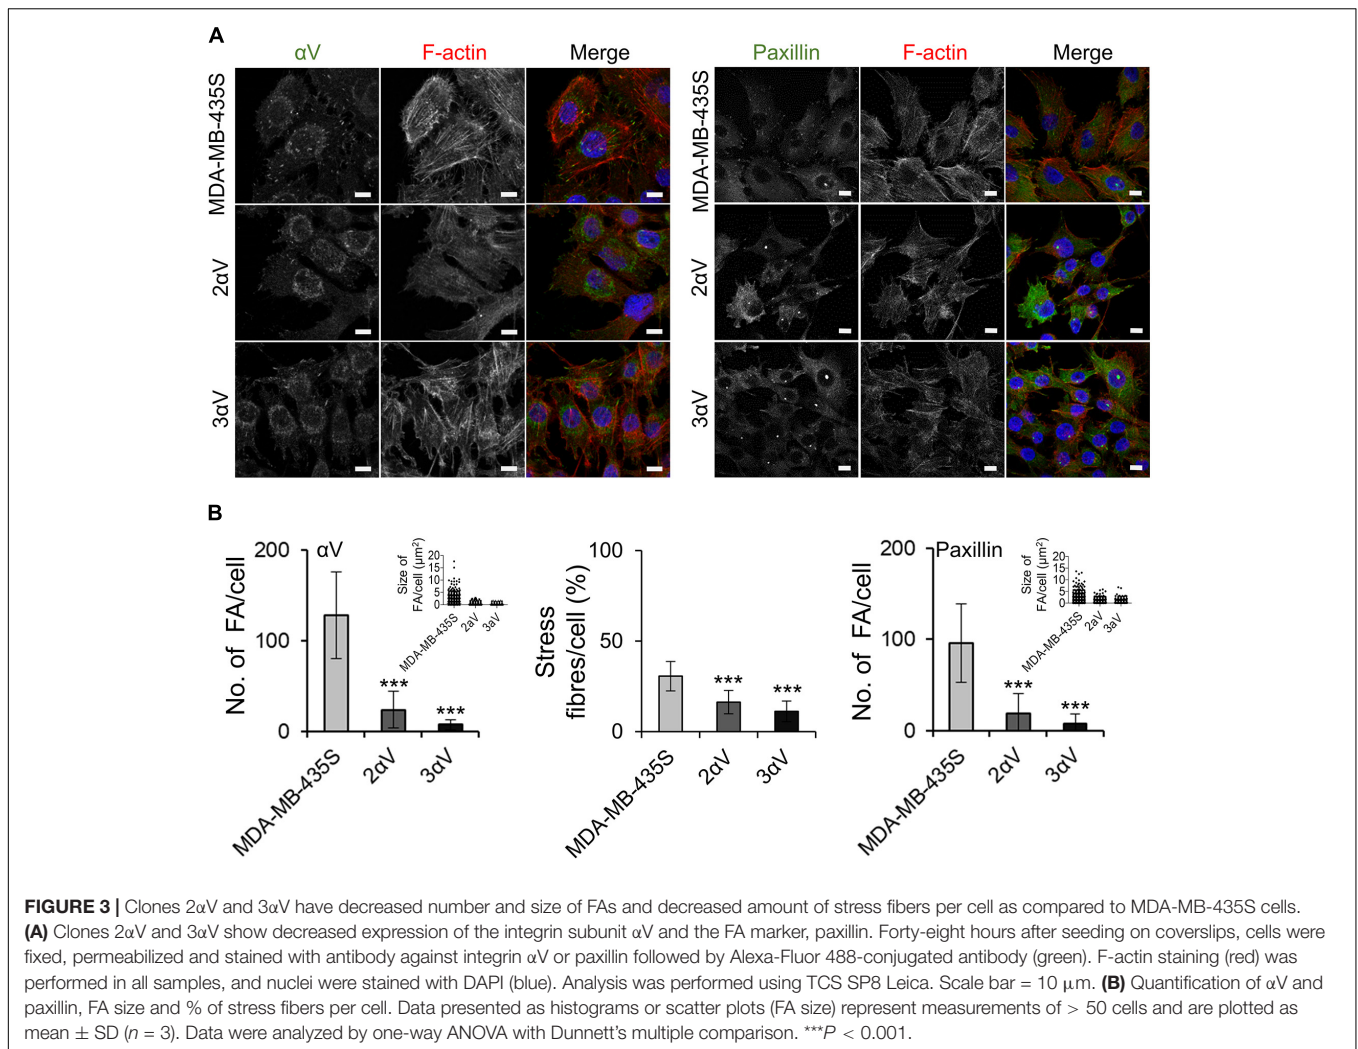 A
αV F-actin Merge Paxillin F-actin Merge
MDA-MB-435S
2αV
3αV
MDA-MB-435S
2αV
3αV
B
αV
No. of FA/cell
200
100
0
***
***
MDA-MB-435S 2αV 3αV
Size of
FA/cell (µm²)
20
15
10
5
0
MDA-MB-435S 2aV 3aV
Stress
fibres/cell (%)
100
50
0
***
***
MDA-MB-435S 2αV 3αV
Paxillin
No. of FA/cell
200
100
0
***
***
MDA-MB-435S 2αV 3αV
Size of
FA/cell (µm²)
20
15
10
5
0
MDA-MB-435S 2aV 3aV
FIGURE 3 | Clones 2αV and 3αV have decreased number and size of FAs and decreased amount of stress fibers per cell as compared to MDA-MB-435S cells.
(A) Clones 2αV and 3αV show decreased expression of the integrin subunit αV and the FA marker, paxillin. Forty-eight hours after seeding on coverslips, cells were
fixed, permeabilized and stained with antibody against integrin αV or paxillin followed by Alexa-Fluor 488-conjugated antibody (green). F-actin staining (red) was
performed in all samples, and nuclei were stained with DAPI (blue). Analysis was performed using TCS SP8 Leica. Scale bar = 10 µm. (B) Quantification of αV and
paxillin, FA size and % of stress fibers per cell. Data presented as histograms or scatter plots (FA size) represent measurements of > 50 cells and are plotted as
mean ± SD (n = 3). Data were analyzed by one-way ANOVA with Dunnett's multiple comparison. ***P < 0.001.